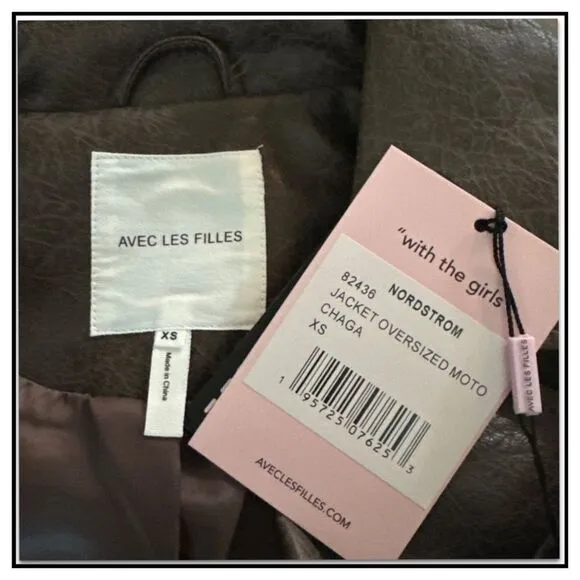 AVEC LES FILLES
XS
Made in China
"with the girls
82436 NORDSTROM
JACKET OVERSIZED MOTO
CHAGA
XS
1 95725 07625 3
AVECLESFILLES.COM
AVEC LES FILLES